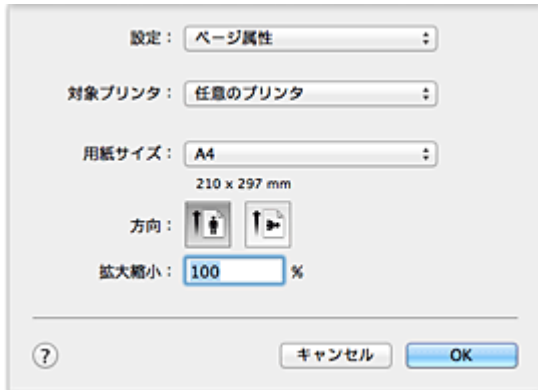 設定： ページ属性
対象プリンタ： 任意のプリンタ
用紙サイズ： A4
210 x 297 mm
方向：
拡大縮小： 100 %
? キャンセル OK